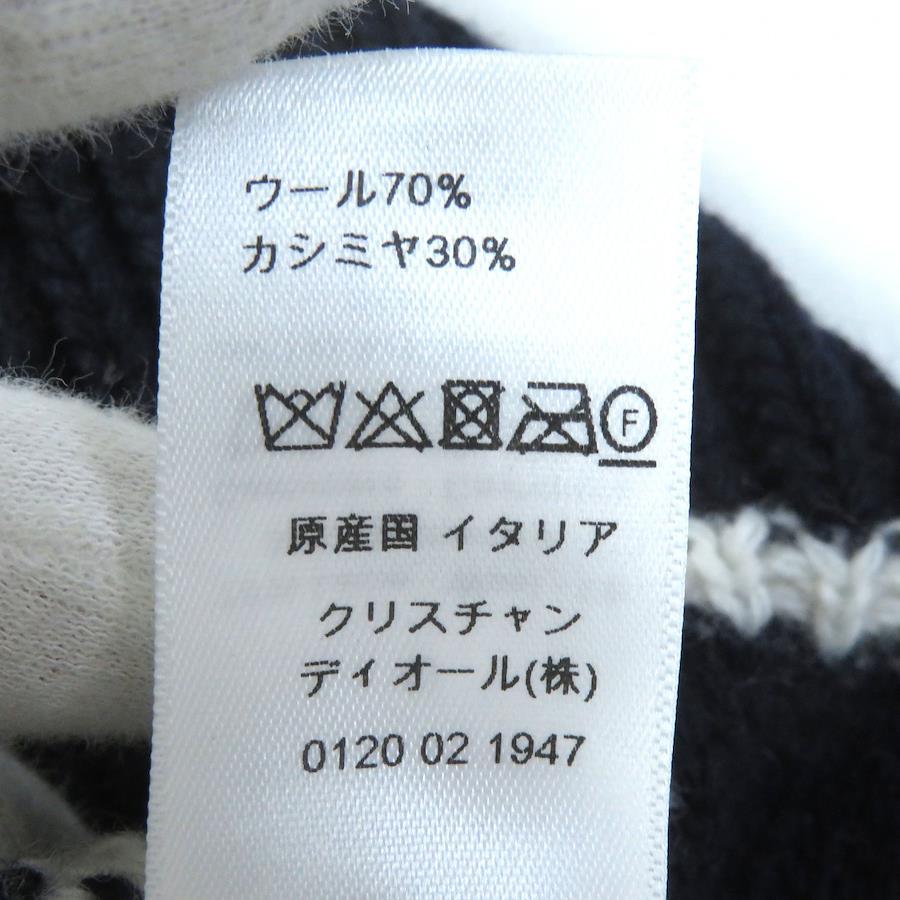 ウール70%
カシミヤ30%
F
原産国 イタリア
クリスチャン
ディオール(株)
0120 02 1947